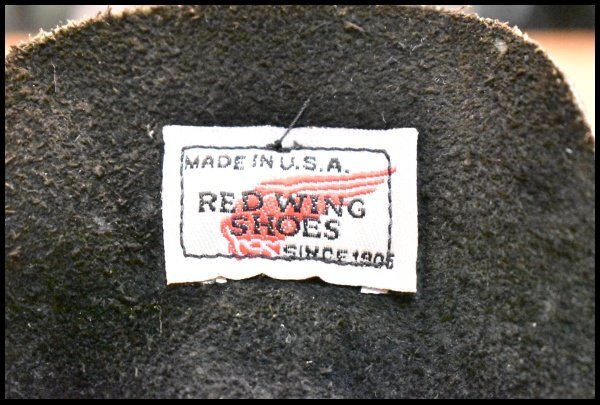 MADE IN U.S.A.
RED WING
SHOES
SINCE 1905